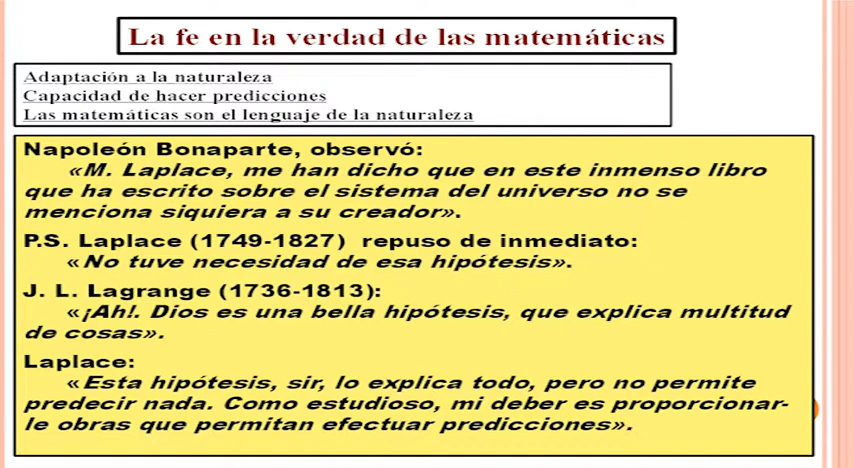 La fe en la verdad de las matemáticas
Adaptación a la naturaleza
Capacidad de hacer predicciones
Las matemáticas son el lenguaje de la naturaleza
Napoleón Bonaparte, observó:
«M. Laplace, me han dicho que en este inmenso libro
que ha escrito sobre el sistema del universo no se
menciona siquiera a su creador».
P.S. Laplace (1749-1827) repuso de inmediato:
«No tuve necesidad de esa hipótesis».
J. L. Lagrange (1736-1813):
«¡Ah!. Dios es una bella hipótesis, que explica multitud
de cosas».
Laplace:
«Esta hipótesis, sir, lo explica todo, pero no permite
predecir nada. Como estudioso, mi deber es proporcionar-
le obras que permitan efectuar predicciones».